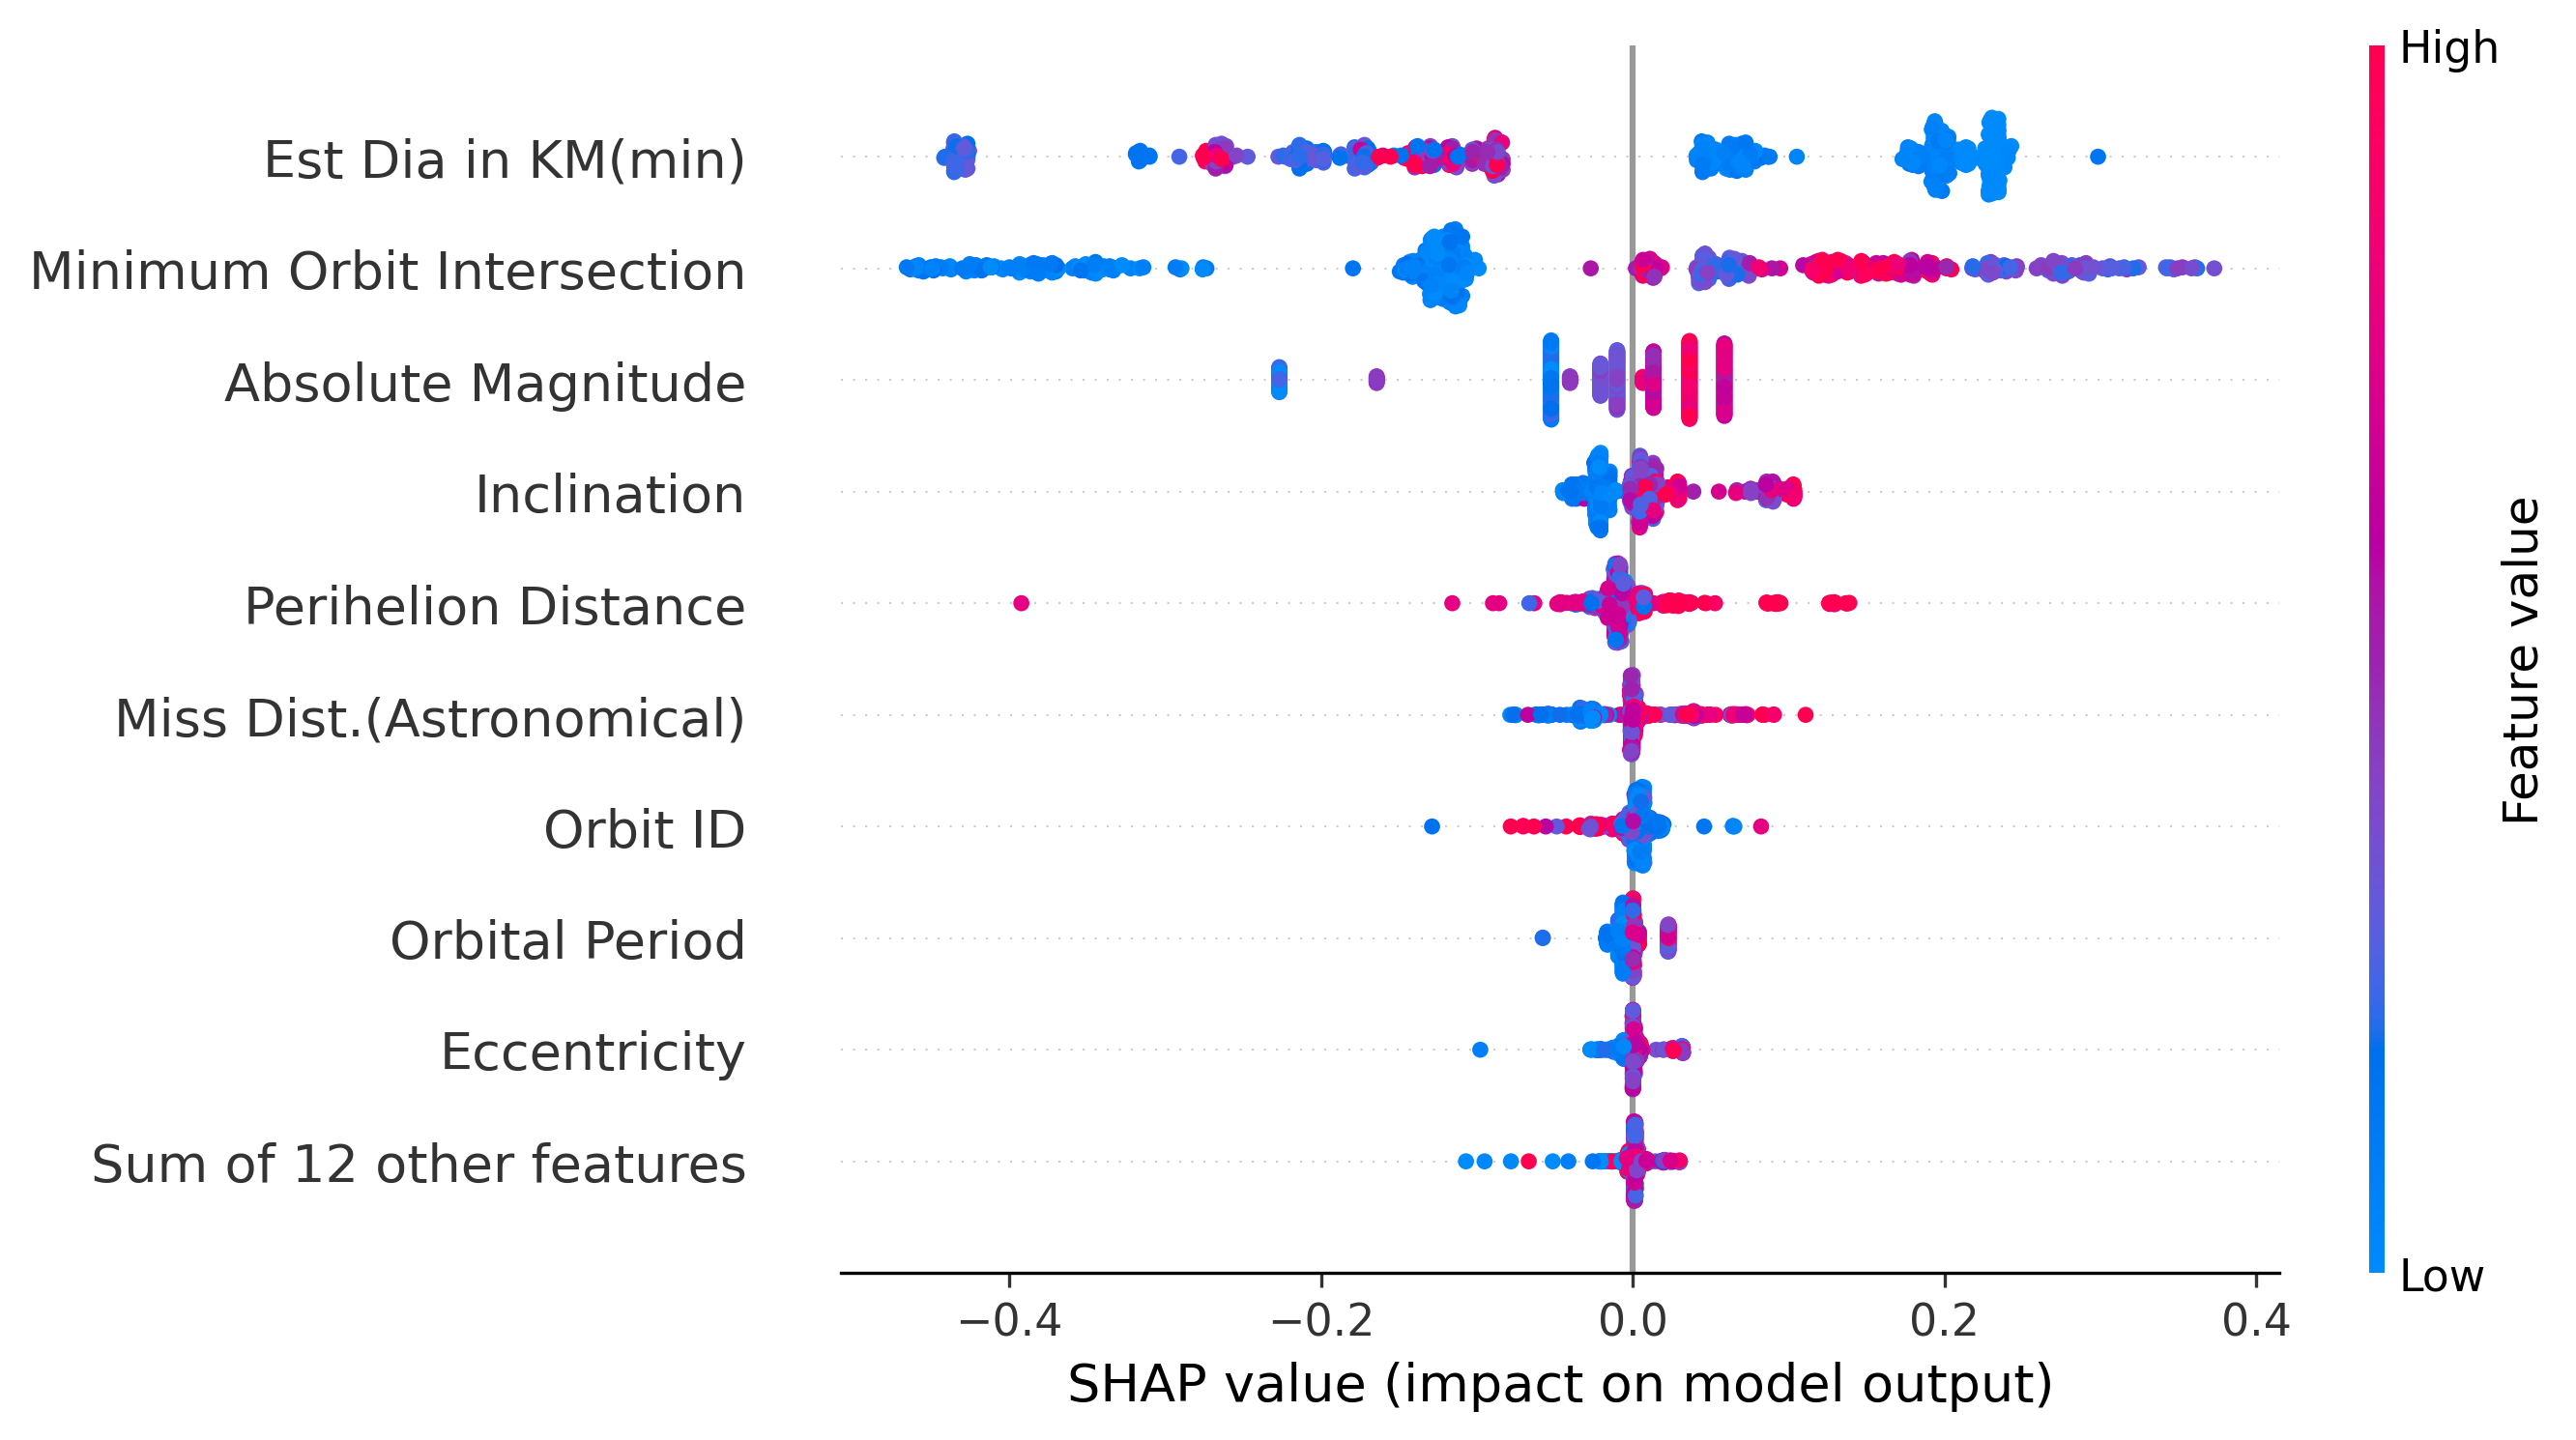 High
Est Dia in KM(min)
Minimum Orbit Intersection
Absolute Magnitude
Inclination
Perihelion Distance
Miss Dist.(Astronomical)
Orbit ID
Orbital Period
Eccentricity
Sum of 12 other features
Feature value
Low
−0.4 −0.2 0.0 0.2 0.4
SHAP value (impact on model output)